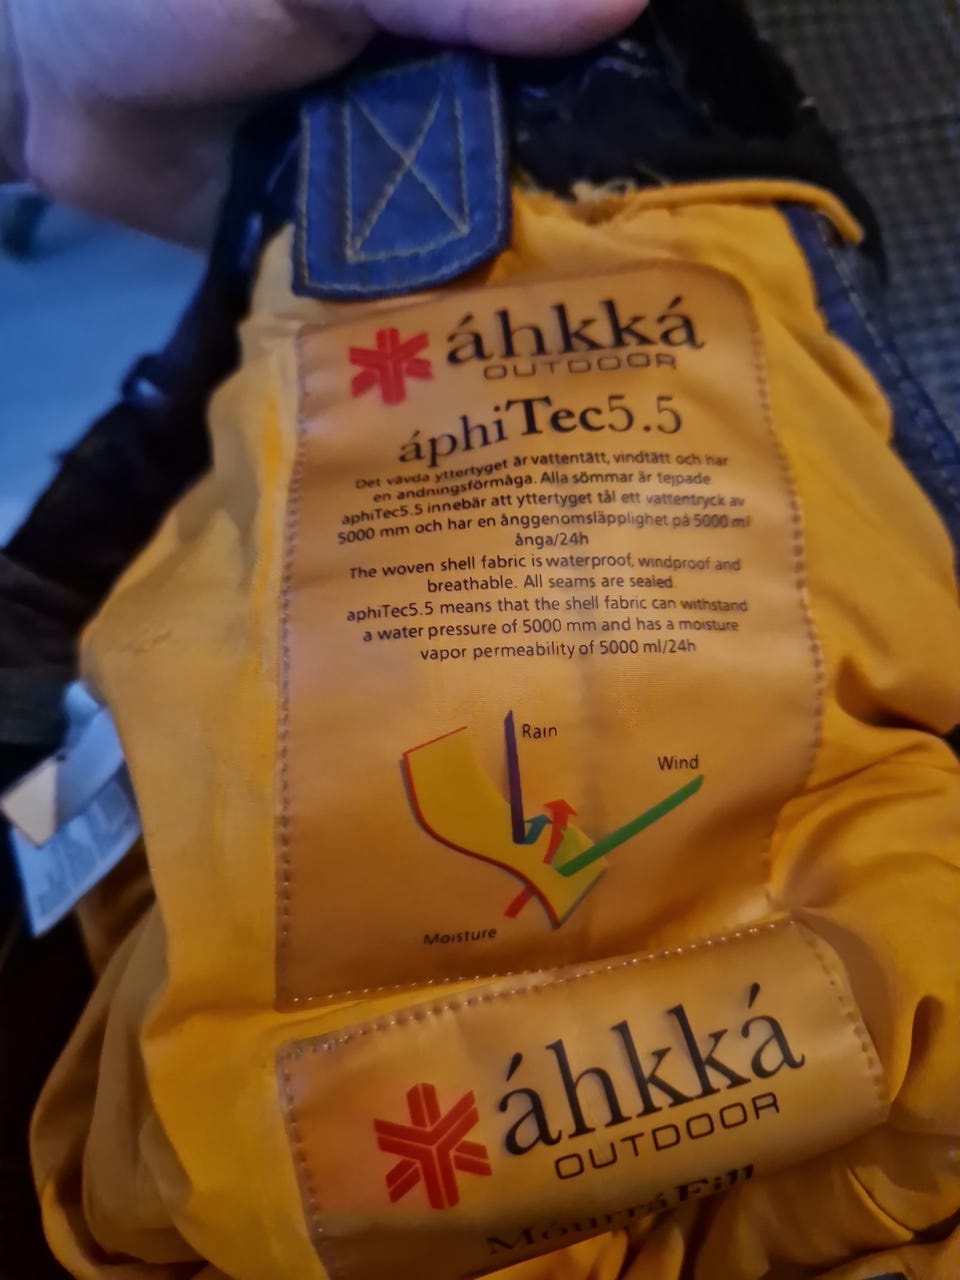 áhkká
OUTDOOR
áphiTec5.5
Det vävda yttertyget är vattentätt, vindtätt och har
en andningsförmåga. Alla sömmar är tejpade
aphiTec5.5 innebär att yttertyget tål ett vattentryck av
5000 mm och har en ånggenomsläpplighet på 5000 ml
ånga/24h
The woven shell fabric is waterproof, windproof and
breathable. All seams are sealed.
aphiTec5.5 means that the shell fabric can withstand
a water pressure of 5000 mm and has a moisture
vapor permeability of 5000 ml/24h
Rain
Wind
Moisture
áhkká
OUTDOOR
MóurráFill